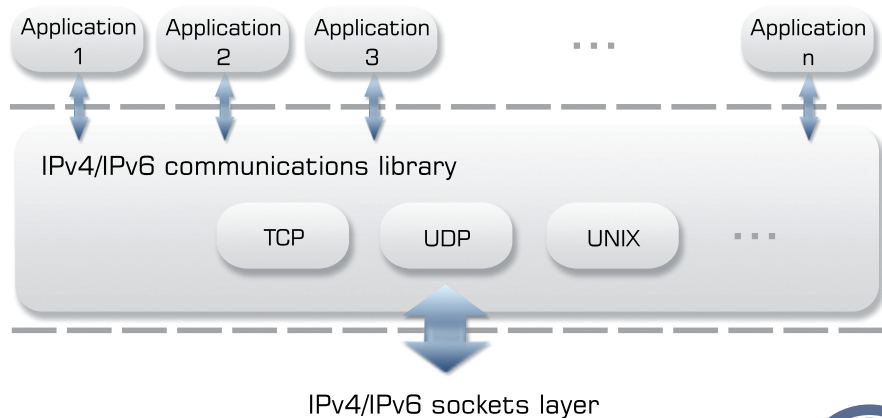 Application
1
Application
2
Application
3
...
Application
n
IPv4/IPv6 communications library
TCP
UDP
UNIX
...
IPv4/IPv6 sockets layer